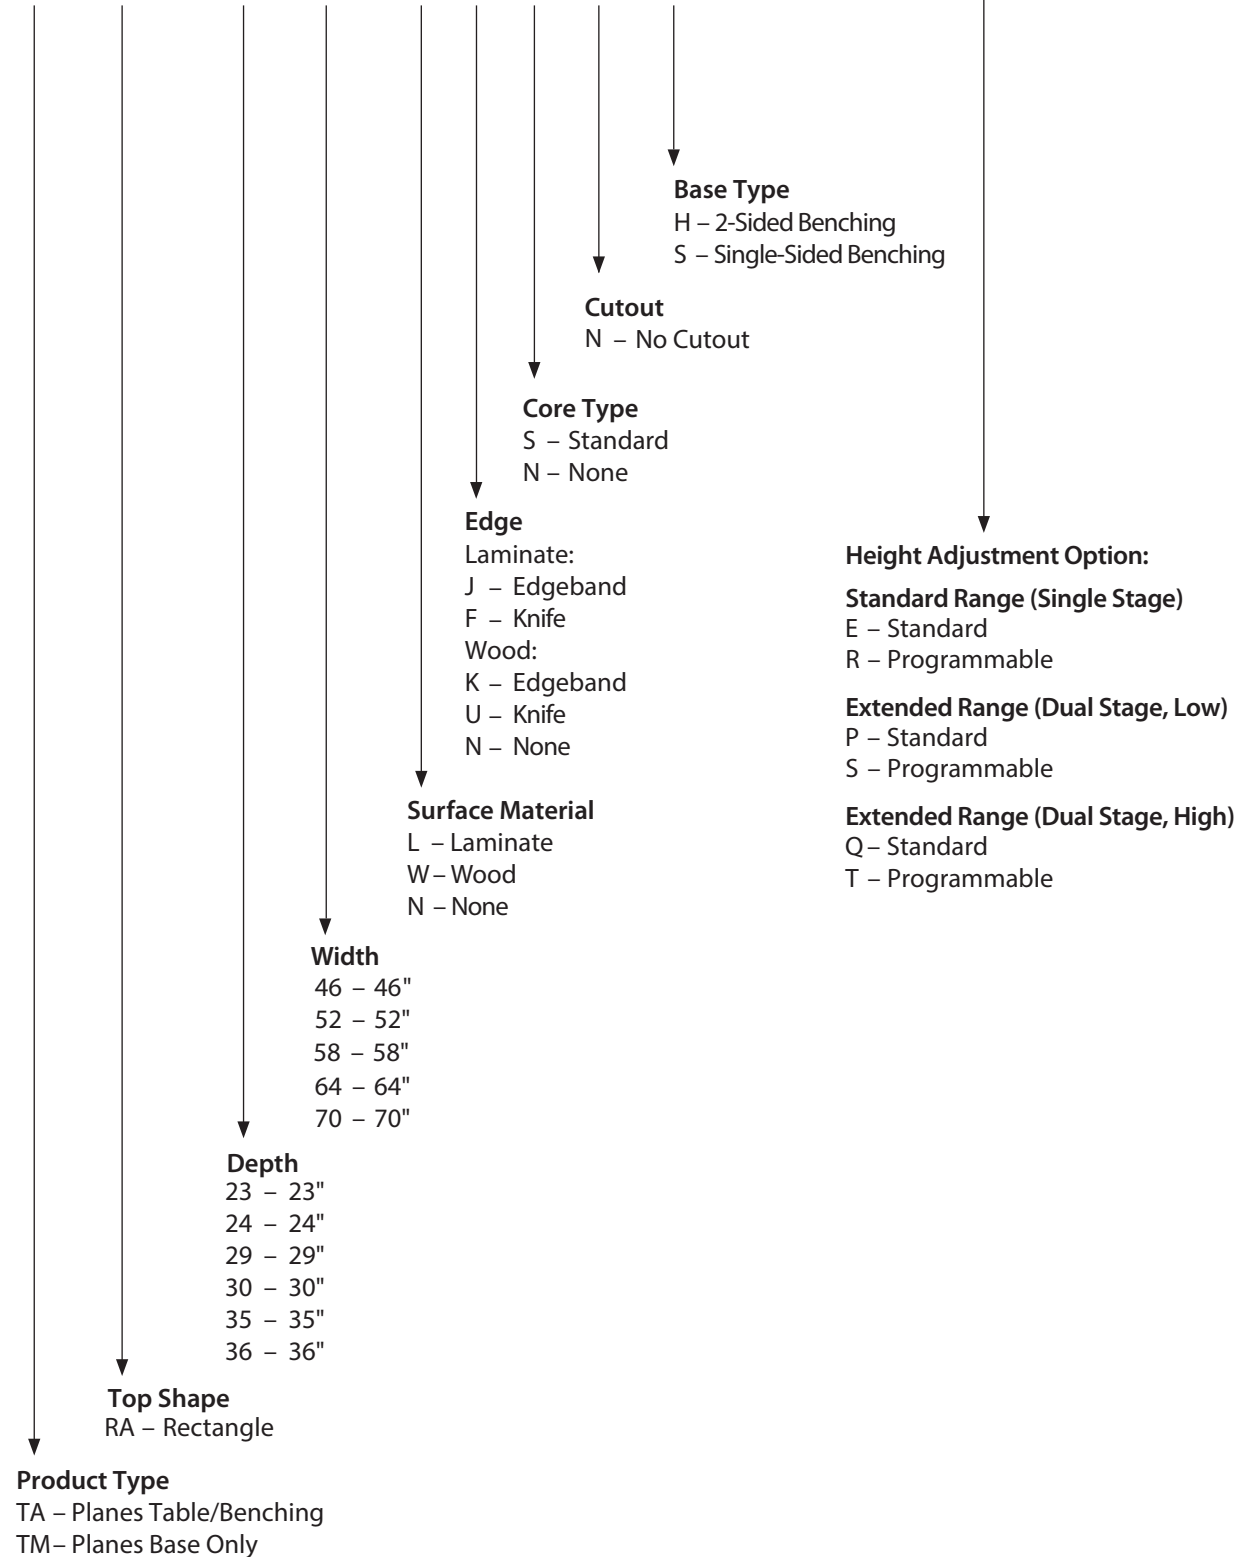 Base Type
H – 2-Sided Benching
S – Single-Sided Benching
Cutout
N – No Cutout
Core Type
S – Standard
N – None
Edge
Laminate:
J – Edgeband
F – Knife
Wood:
K – Edgeband
U – Knife
N – None
Height Adjustment Option:
Standard Range (Single Stage)
E – Standard
R – Programmable
Extended Range (Dual Stage, Low)
P – Standard
S – Programmable
Extended Range (Dual Stage, High)
Q – Standard
T – Programmable
Surface Material
L – Laminate
W – Wood
N – None
Width
46 – 46"
52 – 52"
58 – 58"
64 – 64"
70 – 70"
Depth
23 – 23"
24 – 24"
29 – 29"
30 – 30"
35 – 35"
36 – 36"
Top Shape
RA – Rectangle
Product Type
TA – Planes Table/Benching
TM – Planes Base Only